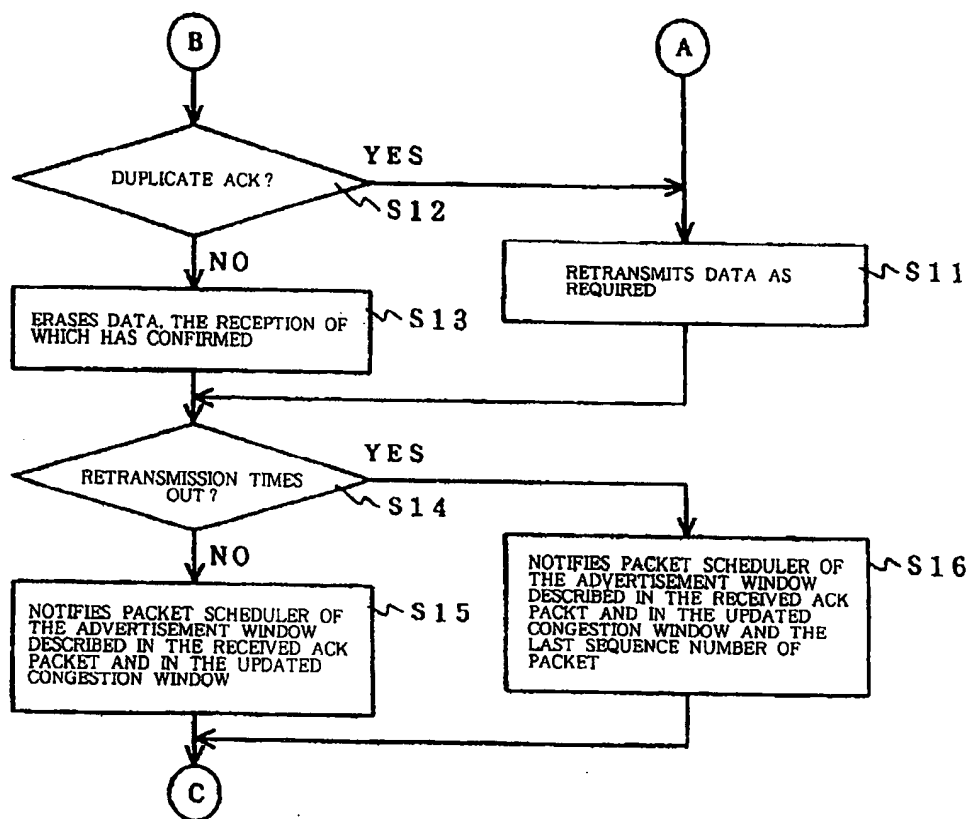 B
A
DUPLICATE ACK?
YES
S12
NO
RETRANSMITS DATA AS
REQUIRED
S11
ERASES DATA, THE RECEPTION OF
WHICH HAS CONFIRMED
S13
RETRANSMISSION TIMES
OUT?
YES
S14
NO
NOTIFIES PACKET SCHEDULER OF
THE ADVERTISEMENT WINDOW
DESCRIBED IN THE RECEIVED ACK
PACKT AND IN THE UPDATED
CONGESTION WINDOW AND THE
LAST SEQUENCE NUMBER OF
PACKET
S16
NOTIFIES PACKET SCHEDULER OF
THE ADVERTISEMENT WINDOW
DESCRIBED IN THE RECEIVED ACK
PACKET AND IN THE UPDATED
CONGESTION WINDOW
S15
C